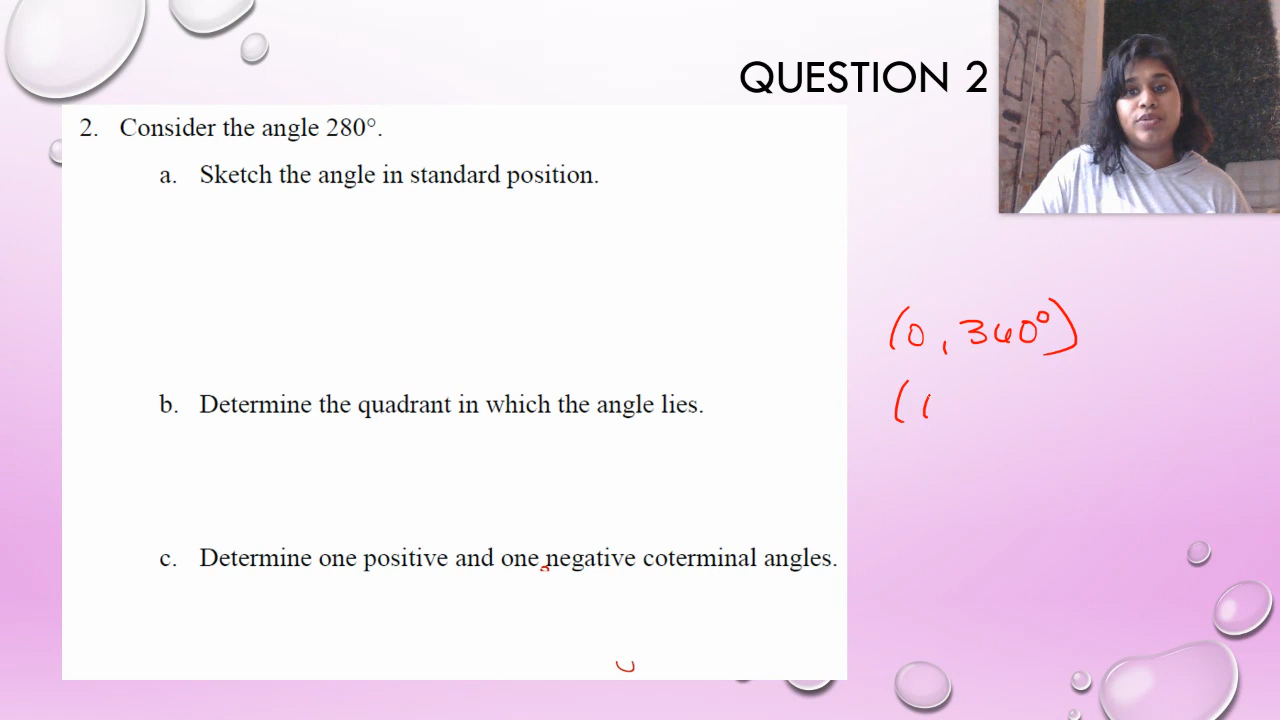 QUESTION 2
2. Consider the angle 280°.
a. Sketch the angle in standard position.
(0, 360°)
b. Determine the quadrant in which the angle lies.
(
c. Determine one positive and one negative coterminal angles.